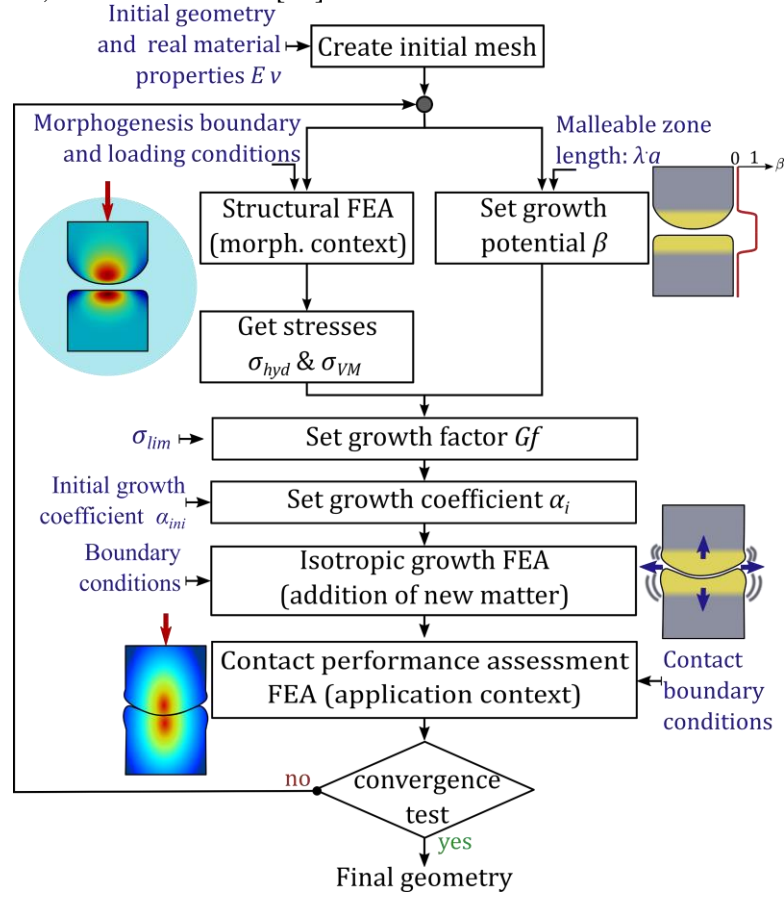 Initial geometry
and real material
properties E ν
Create initial mesh
Morphogenesis boundary
and loading conditions
Malleable zone
length: λ·a
0 1
β
Structural FEA
(morph. context)
Set growth
potential β
Get stresses
σhyd & σVM
σlim
Set growth factor Gf
Initial growth
coefficient αini
Set growth coefficient αi
Boundary
conditions
Isotropic growth FEA
(addition of new matter)
Contact performance assessment
FEA (application context)
Contact
boundary
conditions
no
convergence
test
yes
Final geometry